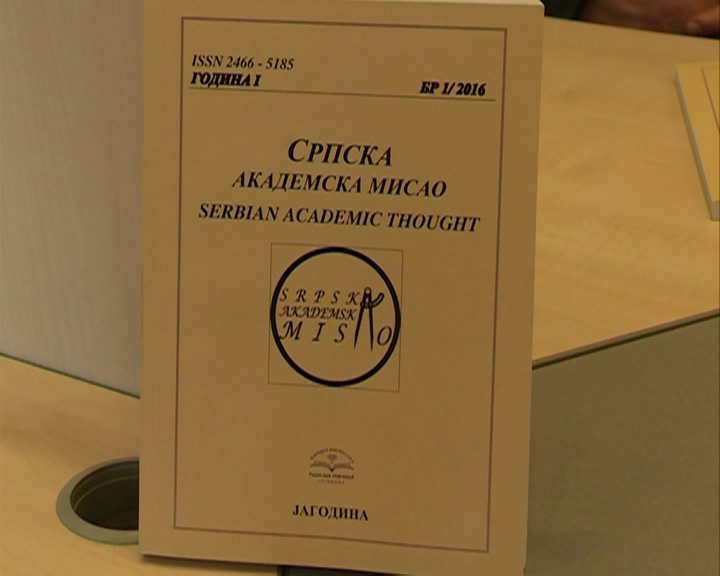 ISSN 2466 - 5185
ГОДИНА I
БР 1/ 2016
СРПСКА
АКАДЕМСКА МИСАО
SERBIAN ACADEMIC THOUGHT
SRPSKA
AKADEMSKA
MISAO
ЈАГОДИНА